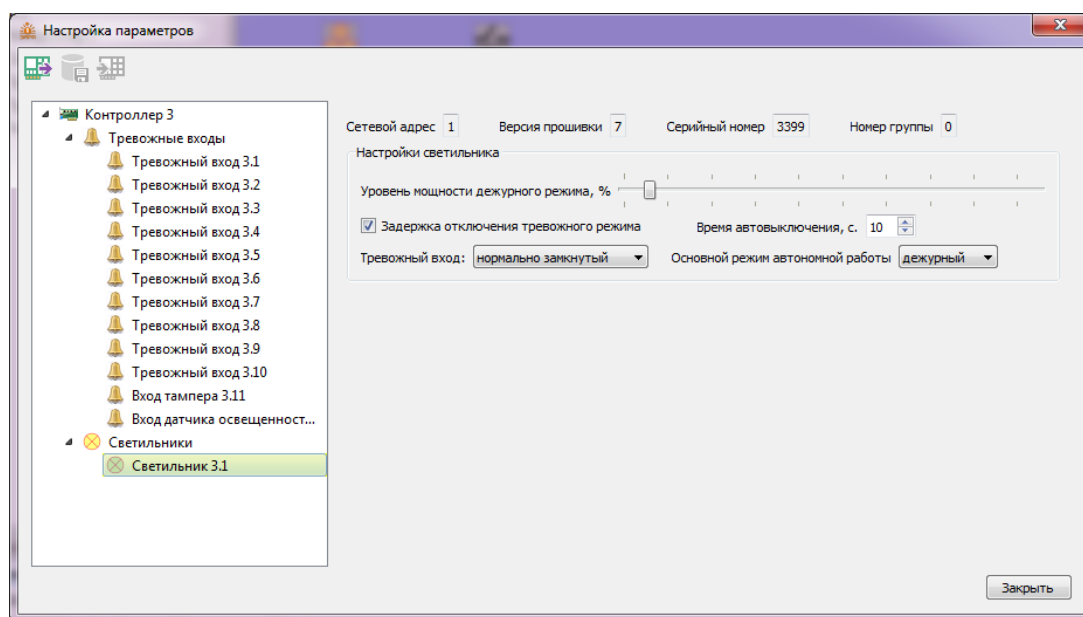 Настройка параметров
Контроллер 3
Тревожные входы
Тревожный вход 3.1
Тревожный вход 3.2
Тревожный вход 3.3
Тревожный вход 3.4
Тревожный вход 3.5
Тревожный вход 3.6
Тревожный вход 3.7
Тревожный вход 3.8
Тревожный вход 3.9
Тревожный вход 3.10
Вход тампера 3.11
Вход датчика освещенност...
Светильники
Светильник 3.1
Сетевой адрес 1 Версия прошивки 7 Серийный номер 3399 Номер группы 0
Настройки светильника
Уровень мощности дежурного режима, %
Задержка отключения тревожного режима Время автовыключения, с. 10
Тревожный вход: нормально замкнутый Основной режим автономной работы дежурный
Закрыть